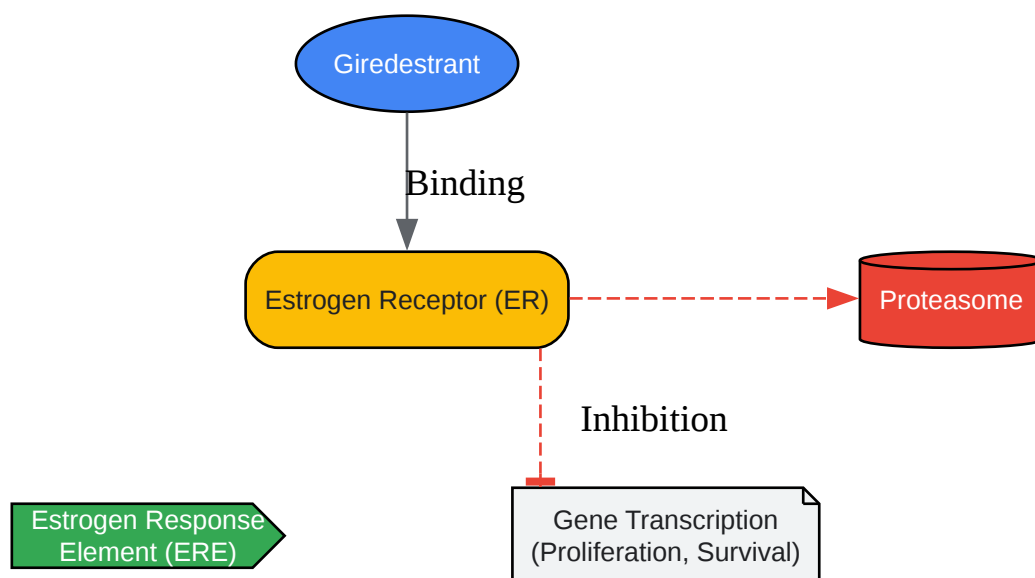 Giredestrant
Binding
Estrogen Receptor (ER)
Proteasome
Inhibition
Estrogen Response
Element (ERE)
Gene Transcription
(Proliferation, Survival)